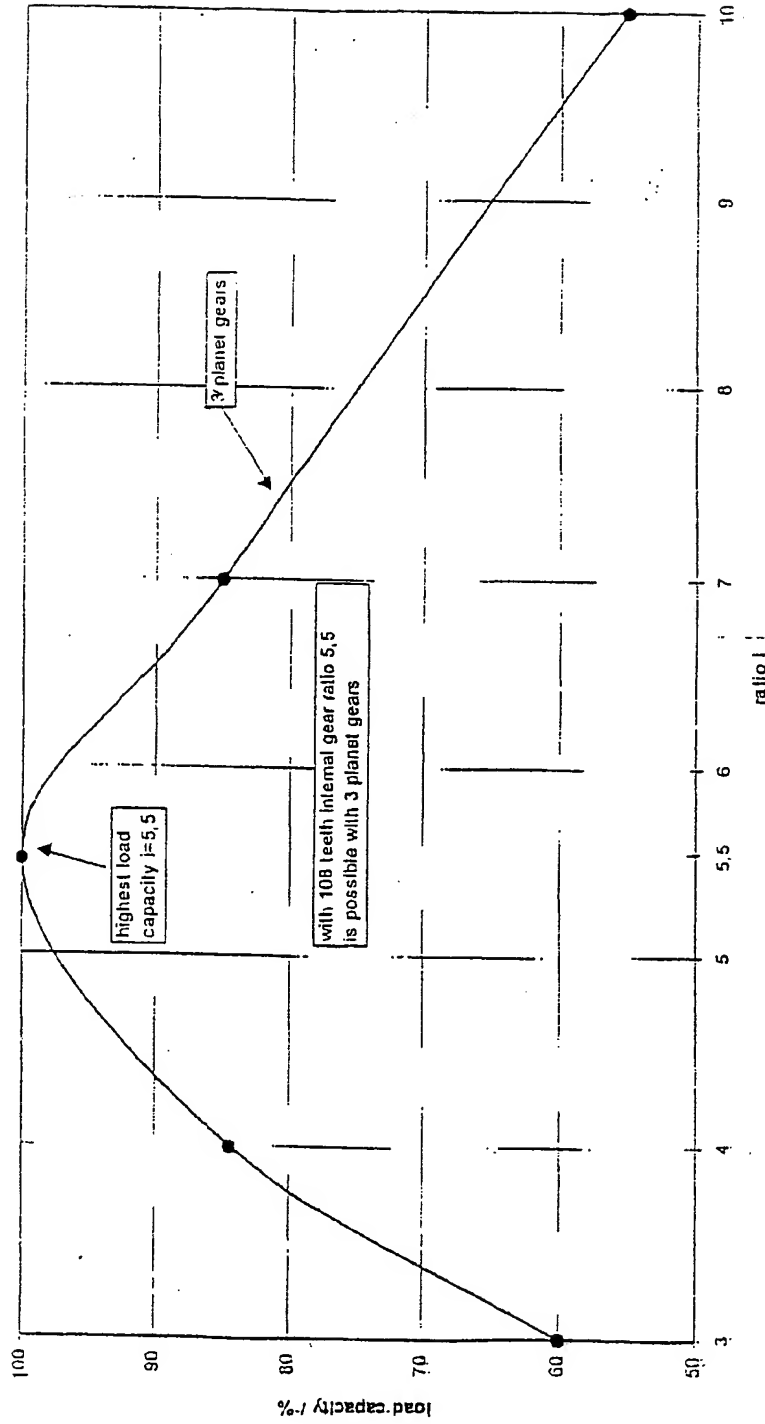 load capacity / %
100
90
80
70
60
50
highest load
capacity i=5,5
with 108 teeth internal gear ratio 5,5
is possible with 3 planet gears
planet gears
3
4
5
5,5
6
7
8
9
10
ratio i